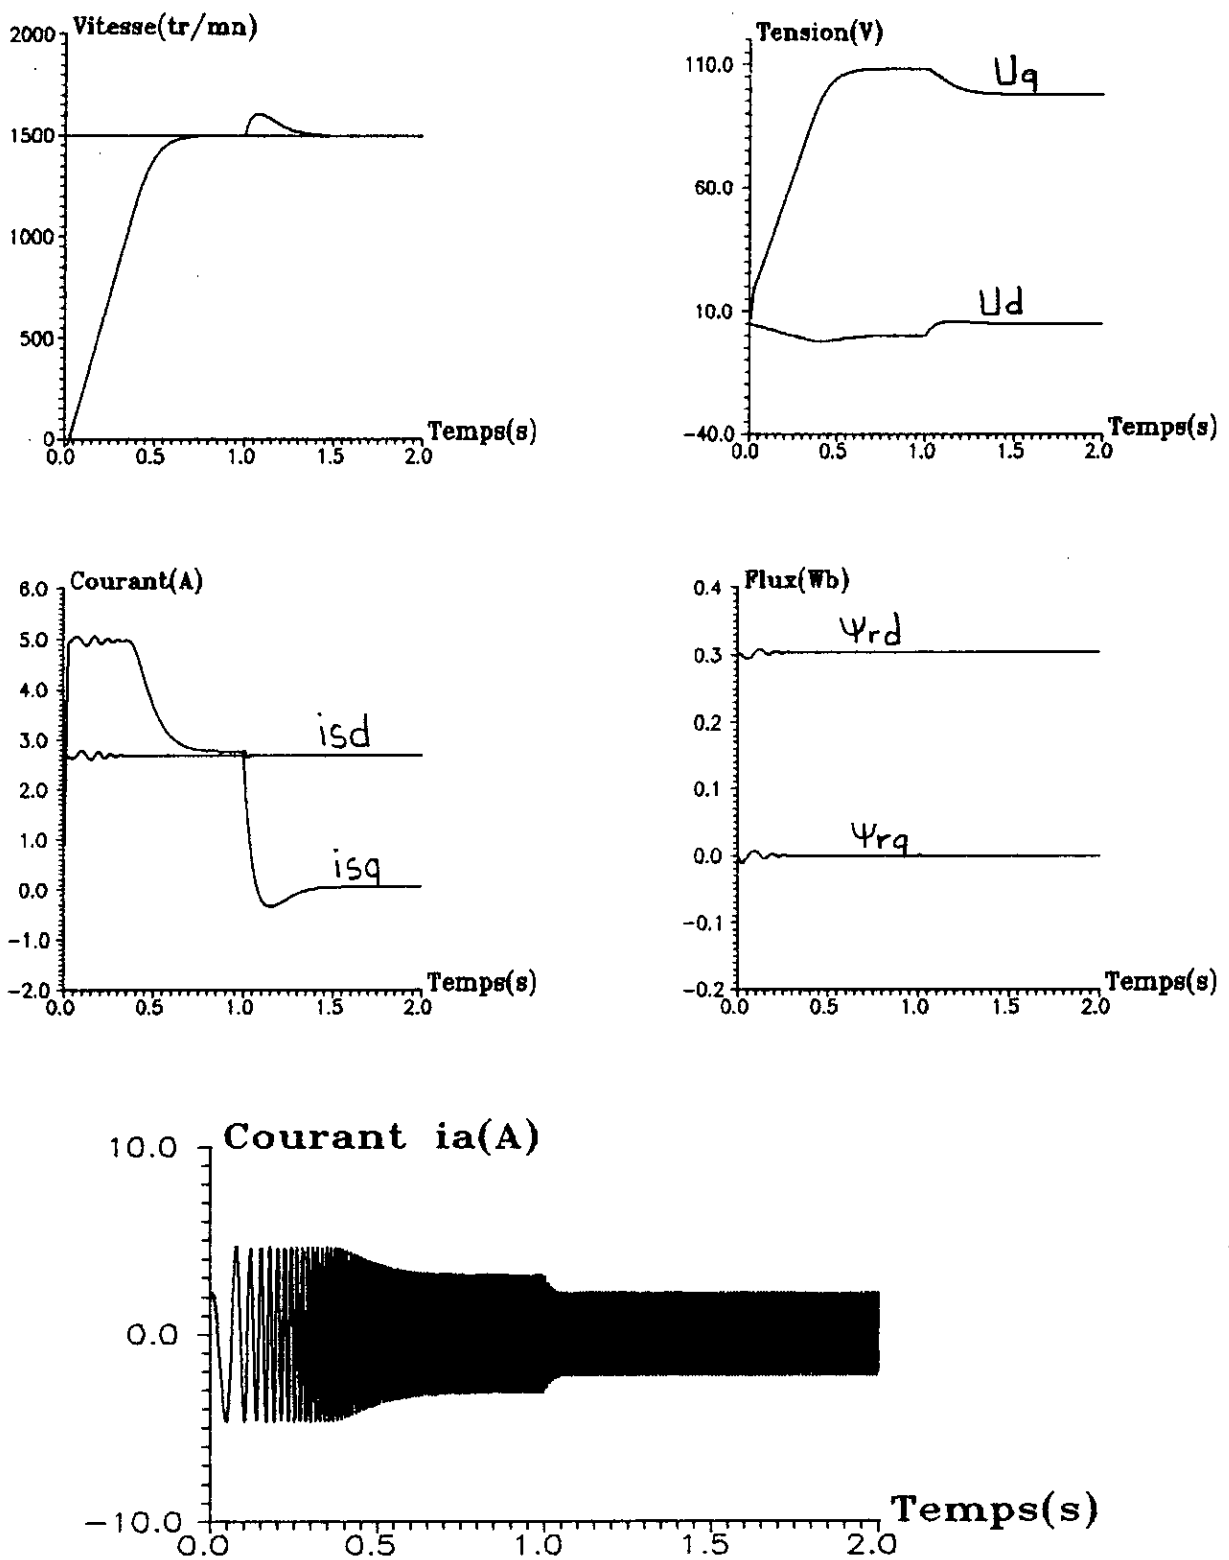 Vitesse(tr/mn)
2000
1500
1000
500
0
0.0 0.5 1.0 1.5 2.0
Temps(s)
Tension(V)
110.0
60.0
10.0
-40.0
Uq
Ud
0.0 0.5 1.0 1.5 2.0
Temps(s)
Courant(A)
6.0
5.0
4.0
3.0
2.0
1.0
0.0
-1.0
-2.0
isd
isq
0.0 0.5 1.0 1.5 2.0
Temps(s)
Flux(Wb)
0.4
0.3
0.2
0.1
0.0
-0.1
-0.2
Ψrd
Ψrq
0.0 0.5 1.0 1.5 2.0
Temps(s)
Courant ia(A)
10.0
0.0
-10.0
0.0 0.5 1.0 1.5 2.0
Temps(s)